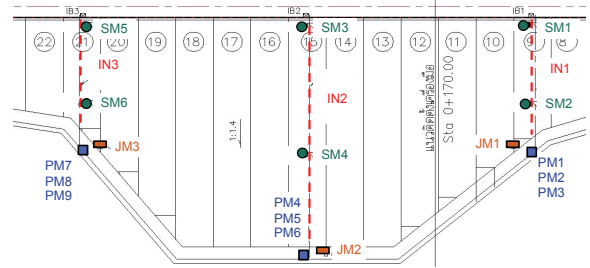 IB3
IB2
IB1
SM5
SM3
SM1
22
21
20
19
18
17
16
15
14
13
12
11
10
9
8
IN3
IN2
IN1
SM6
SM2
1:1.4
Sta 0+170.00
JM3
JM1
SM4
PM7
PM8
PM9
PM1
PM2
PM3
PM4
PM5
PM6
JM2